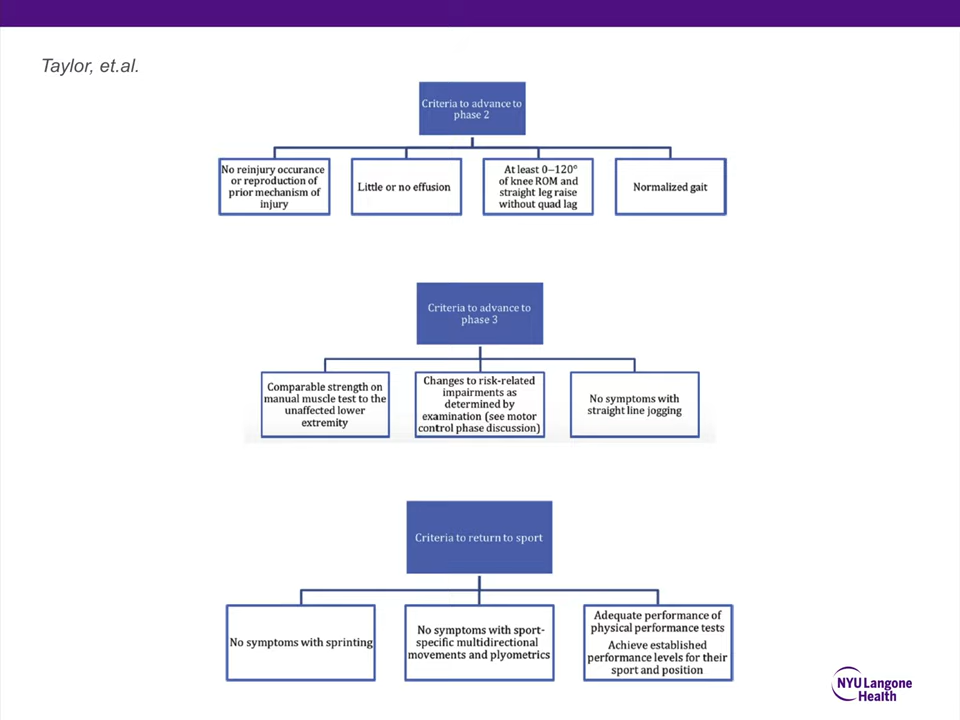 Taylor, et.al.
Criteria to advance to
phase 2
No reinjury occurance
or reproduction of
prior mechanism of
injury
Little or no effusion
At least 0–120°
of knee ROM and
straight leg raise
without quad lag
Normalized gait
Criteria to advance to
phase 3
Comparable strength on
manual muscle test to the
unaffected lower
extremity
Changes to risk-related
impairments as
determined by
examination (see motor
control phase discussion)
No symptoms with
straight line jogging
Criteria to return to sport
No symptoms with sprinting
No symptoms with sport-
specific multidirectional
movements and plyometrics
Adequate performance of
physical performance tests
Achieve established
performance levels for their
sport and position
NYU Langone
Health